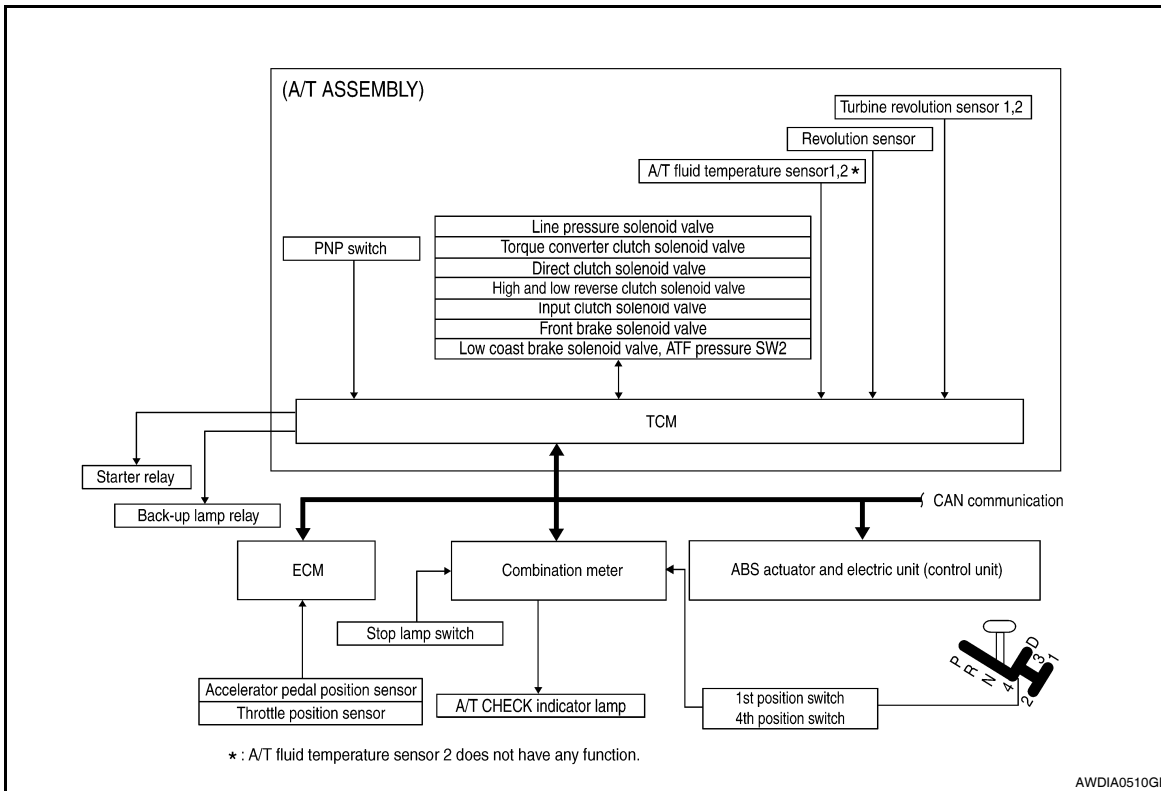 (A/T ASSEMBLY)
Turbine revolution sensor 1,2
Revolution sensor
A/T fluid temperature sensor1,2 *
PNP switch
Line pressure solenoid valve
Torque converter clutch solenoid valve
Direct clutch solenoid valve
High and low reverse clutch solenoid valve
Input clutch solenoid valve
Front brake solenoid valve
Low coast brake solenoid valve, ATF pressure SW2
TCM
Starter relay
Back-up lamp relay
CAN communication
ECM
Combination meter
ABS actuator and electric unit (control unit)
Stop lamp switch
Accelerator pedal position sensor
Throttle position sensor
A/T CHECK indicator lamp
1st position switch
4th position switch
P
R
N
D
4
3
2
1
* : A/T fluid temperature sensor 2 does not have any function.